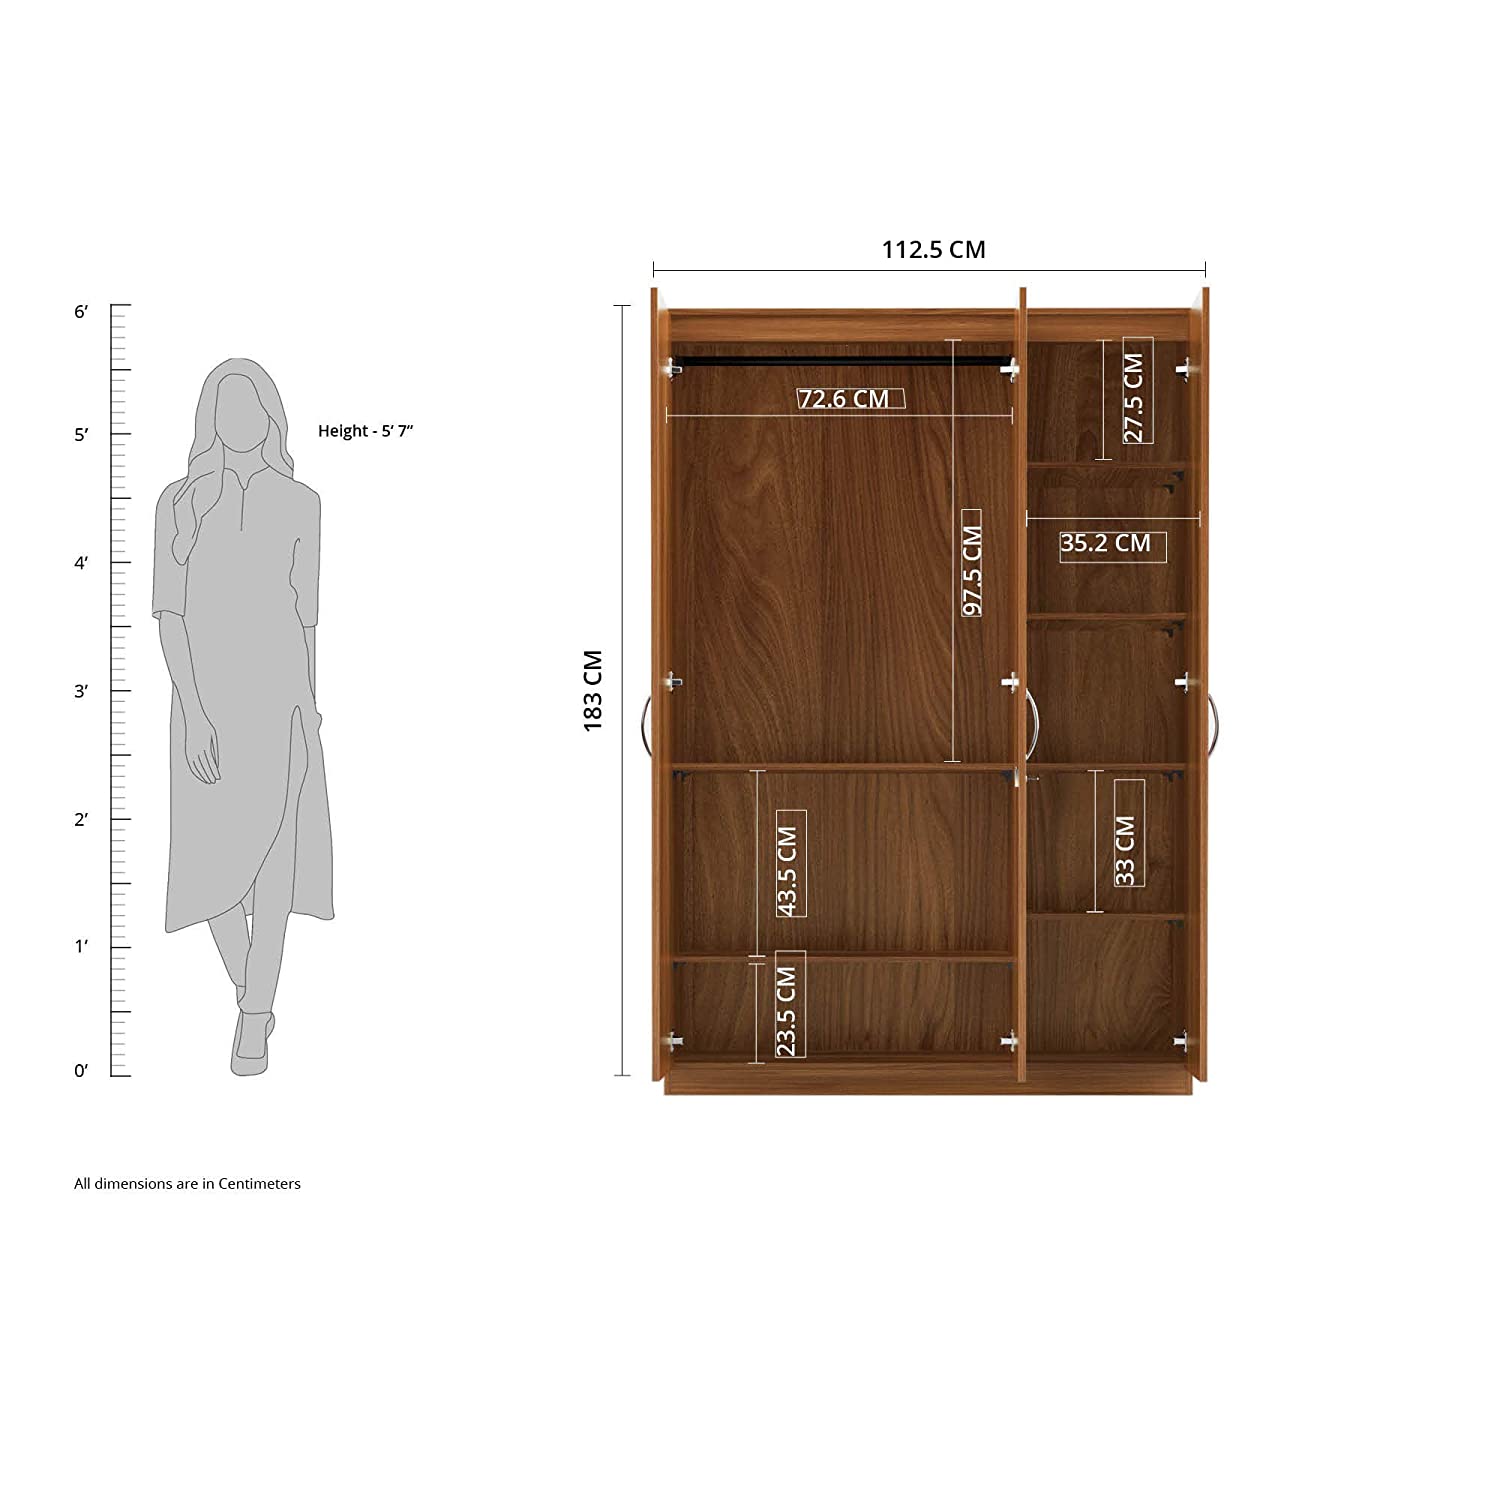 112.5 CM
6’
5’
4’
3’
2’
1’
0’
Height - 5’ 7“
183 CM
72.6 CM
97.5 CM
27.5 CM
35.2 CM
43.5 CM
33 CM
23.5 CM
All dimensions are in Centimeters